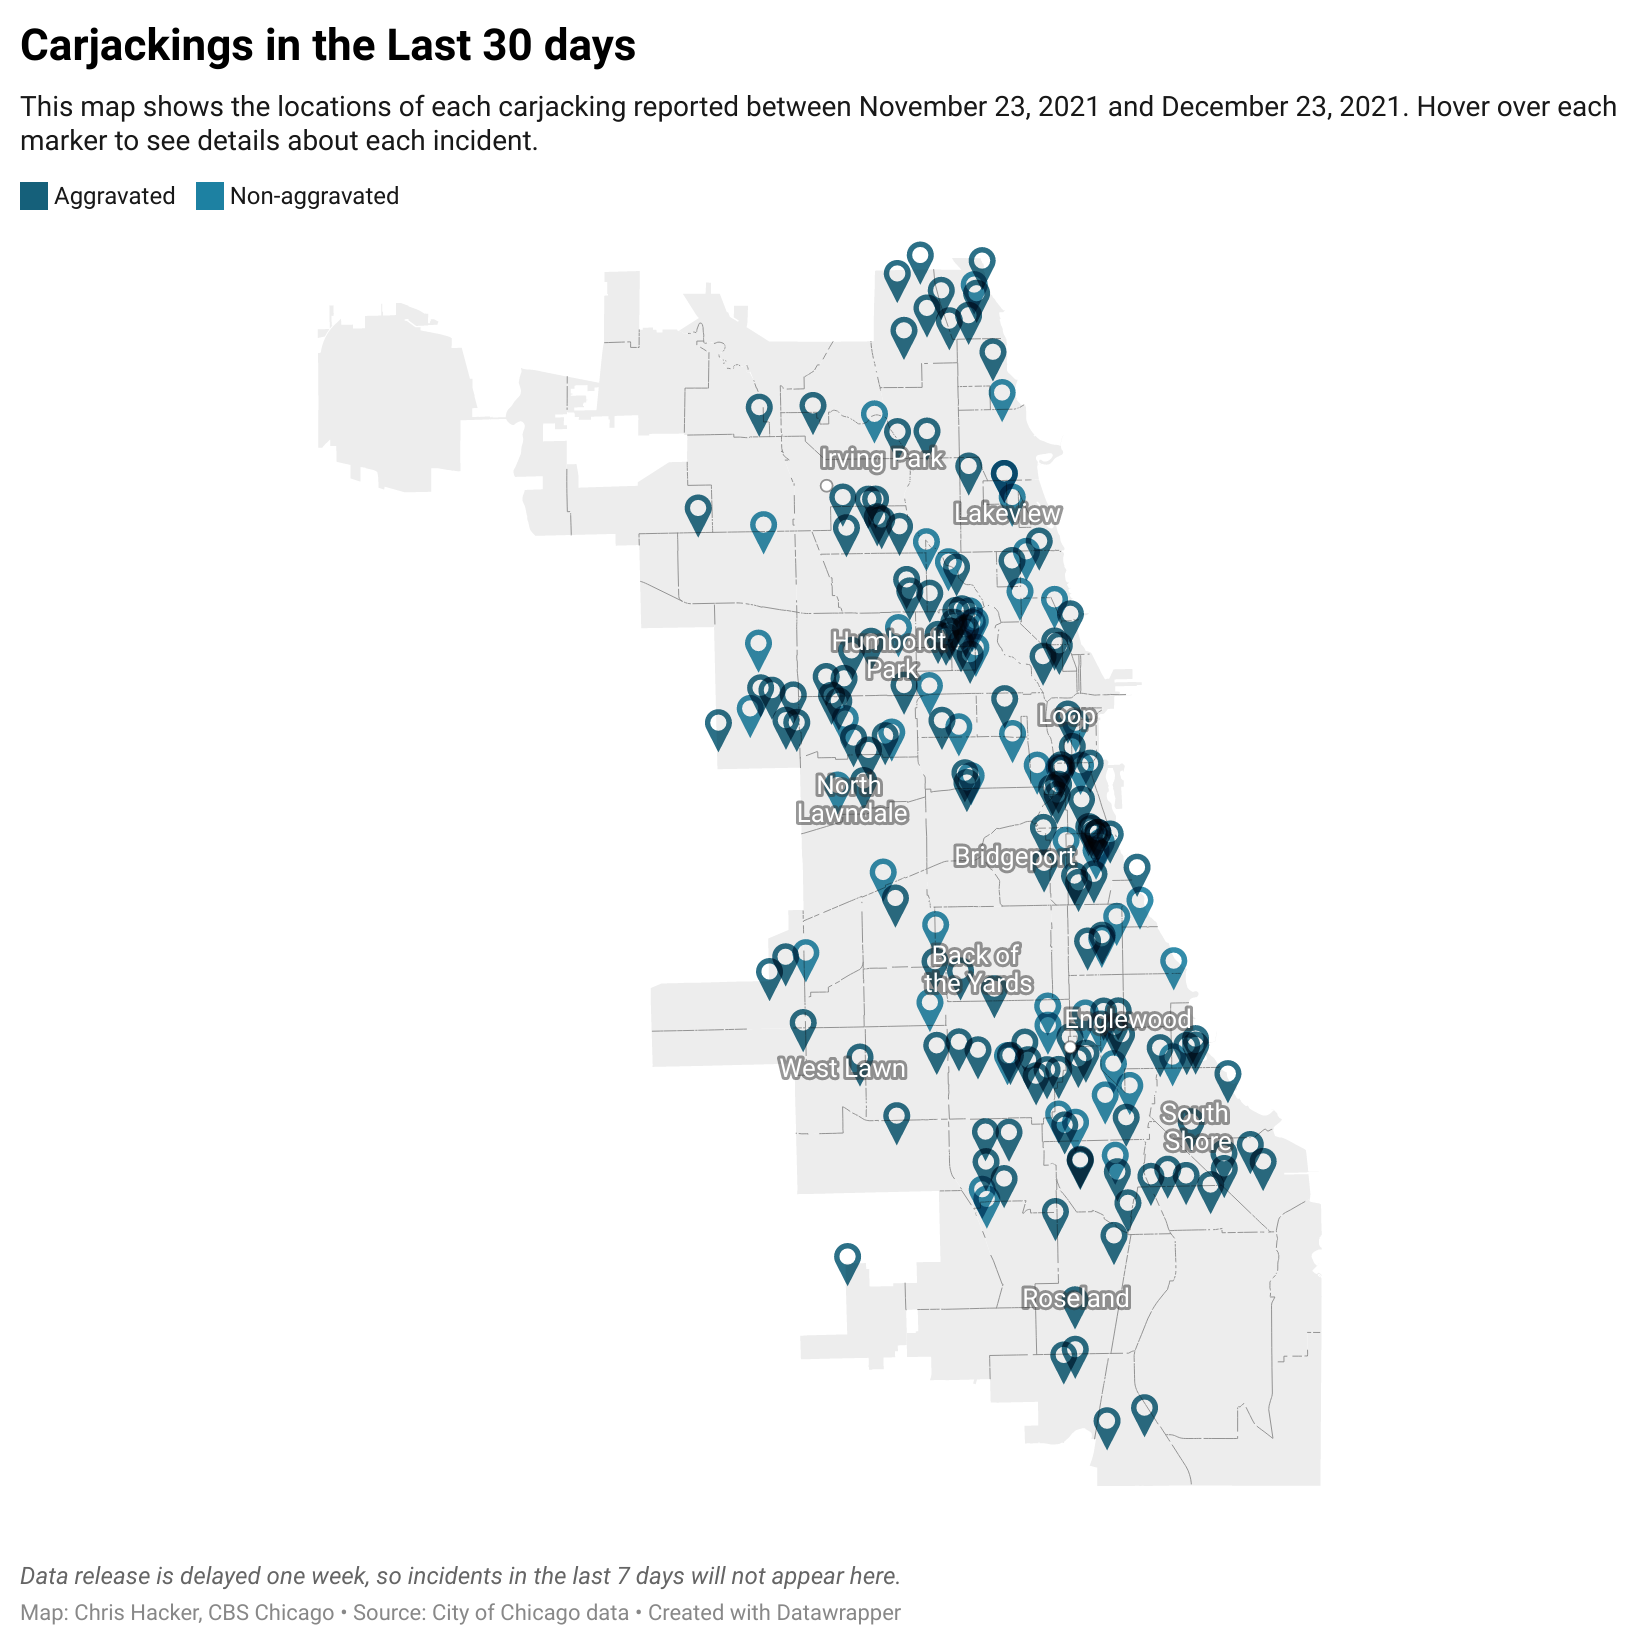 Carjackings in the Last 30 days
This map shows the locations of each carjacking reported between November 23, 2021 and December 23, 2021. Hover over each
marker to see details about each incident.
Aggravated Non-aggravated
Irving Park
Lakeview
Humboldt
Park
Loop
North
Lawndale
Bridgeport
Back of
the Yards
Englewood
West Lawn
South
Shore
Roseland
Data release is delayed one week, so incidents in the last 7 days will not appear here.
Map: Chris Hacker, CBS Chicago • Source: City of Chicago data • Created with Datawrapper